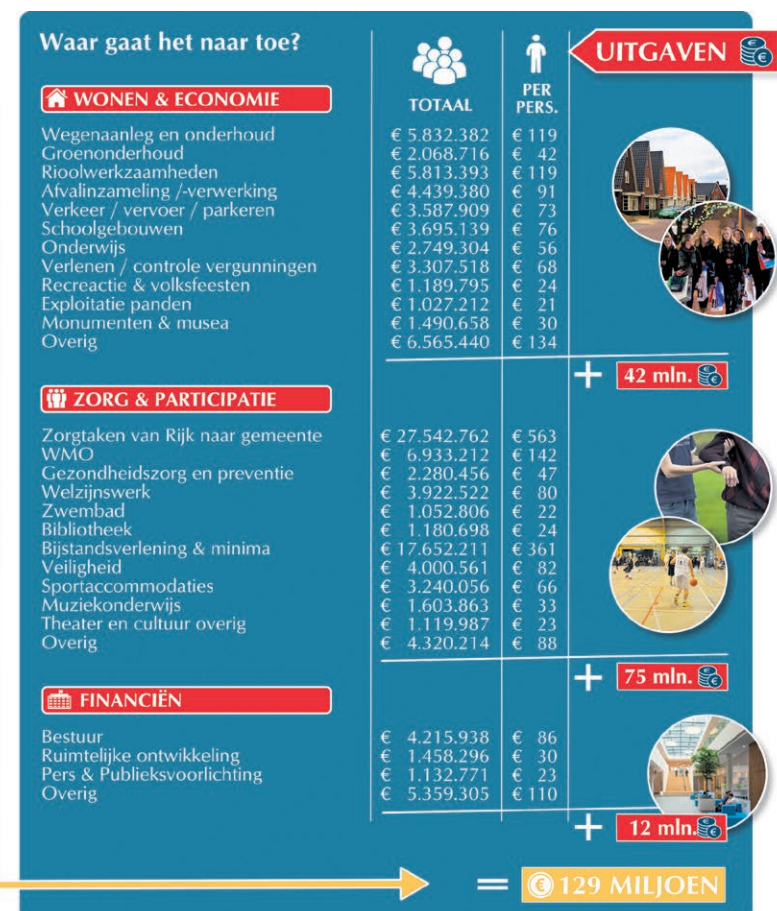 Waar gaat het naar toe?
UITGAVEN
WONEN & ECONOMIE
TOTAAL
PER PERS.
Wegenaanleg en onderhoud € 5.832.382 € 119
Groenonderhoud € 2.068.716 € 42
Rioolwerkzaamheden € 5.813.393 € 119
Afvalinzameling /-verwerking € 4.439.380 € 91
Verkeer / vervoer / parkeren € 3.587.909 € 73
Schoolgebouwen € 3.695.139 € 76
Onderwijs € 2.749.304 € 56
Verlenen / controle vergunningen € 3.307.518 € 68
Recreactie & volksfeesten € 1.189.795 € 24
Exploitatie panden € 1.027.212 € 21
Monumenten & musea € 1.490.658 € 30
Overig € 6.565.440 € 134
+ 42 mln.
ZORG & PARTICIPATIE
Zorgtaken van Rijk naar gemeente € 27.542.762 € 563
WMO € 6.933.212 € 142
Gezondheidszorg en preventie € 2.280.456 € 47
Welzijnswerk € 3.922.522 € 80
Zwembad € 1.052.806 € 22
Bibliotheek € 1.180.698 € 24
Bijstandsverlening & minima € 17.652.211 € 361
Veiligheid € 4.000.561 € 82
Sportaccommodaties € 3.240.056 € 66
Muziekonderwijs € 1.603.863 € 33
Theater en cultuur overig € 1.119.987 € 23
Overig € 4.320.214 € 88
+ 75 mln.
FINANCIËN
Bestuur € 4.215.938 € 86
Ruimtelijke ontwikkeling € 1.458.296 € 30
Pers & Publieksvoorlichting € 1.132.771 € 23
Overig € 5.359.305 € 110
+ 12 mln.
= € 129 MILJOEN